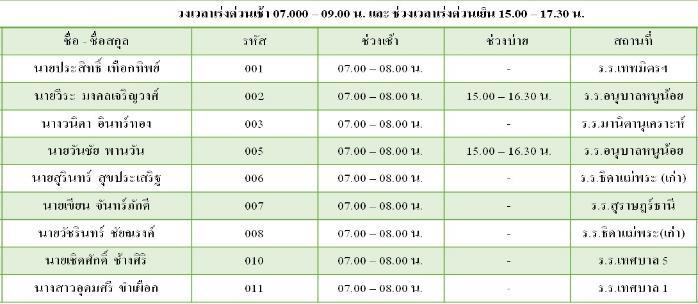 วงเวลาเร่งด่วนเช้า 07.000 – 09.00 น. และ ช่วงเวลาเร่งด่วนเย็น 15.00 - 17.30 น.
ชื่อ - ชื่อสกุล รหัส ช่วงเช้า ช่วงบ่าย สถานที่
นายประสิทธิ์ เทือกทิพย์ 001 07.00 – 08.00 น. - ร.ร.เทพมิตรฯ
นายวีระ มงคลเจริญวงศ์ 002 07.00 – 08.00 น. 15.00 – 16.30 น. ร.ร.อนุบาลหนูน้อย
นางวนิดา อินทร์ทอง 003 07.00 – 08.00 น. - ร.ร.มานิตานุเคราะห์
นายวันชัย พานวัน 005 07.00 – 08.00 น. 15.00 – 16.30 น. ร.ร.อนุบาลหนูน้อย
นายสุรินทร์ สุขประเสริฐ 006 07.00 – 08.00 น. - ร.ร.ธิดาแม่พระ (เก่า)
นายเขียน จันทร์ภักดี 007 07.00 – 08.00 น. - ร.ร.สุราษฎร์ธานี
นายวัชรินทร์ ชัยณรงค์ 008 07.00 – 08.00 น. - ร.ร.ธิดาแม่พระ(เก่า)
นายเชิดศักดิ์ ช้างศิริ 010 07.00 – 08.00 น. - ร.ร.เทศบาล 5
นางสาวอุดมศรี ขำเผือก 011 07.00 – 08.00 น. - ร.ร.เทศบาล 1